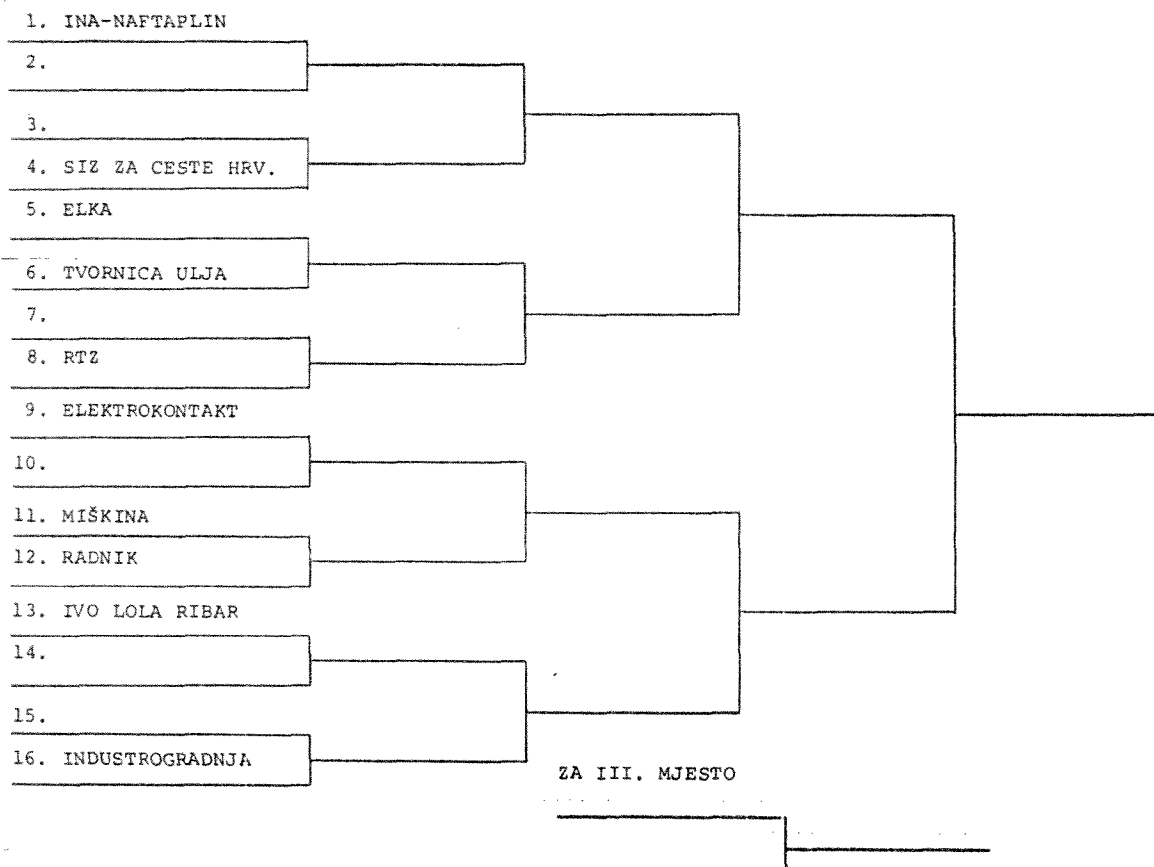 1. INA-NAFTAPLIN
2.
3.
4. SIZ ZA CESTE HRV.
5. ELKA
6. TVORNICA ULJA
7.
8. RTZ
9. ELEKTROKONTAKT
10.
11. MIŠKINA
12. RADNIK
13. IVO LOLA RIBAR
14.
15.
16. INDUSTROGRADNJA
ZA III. MJESTO